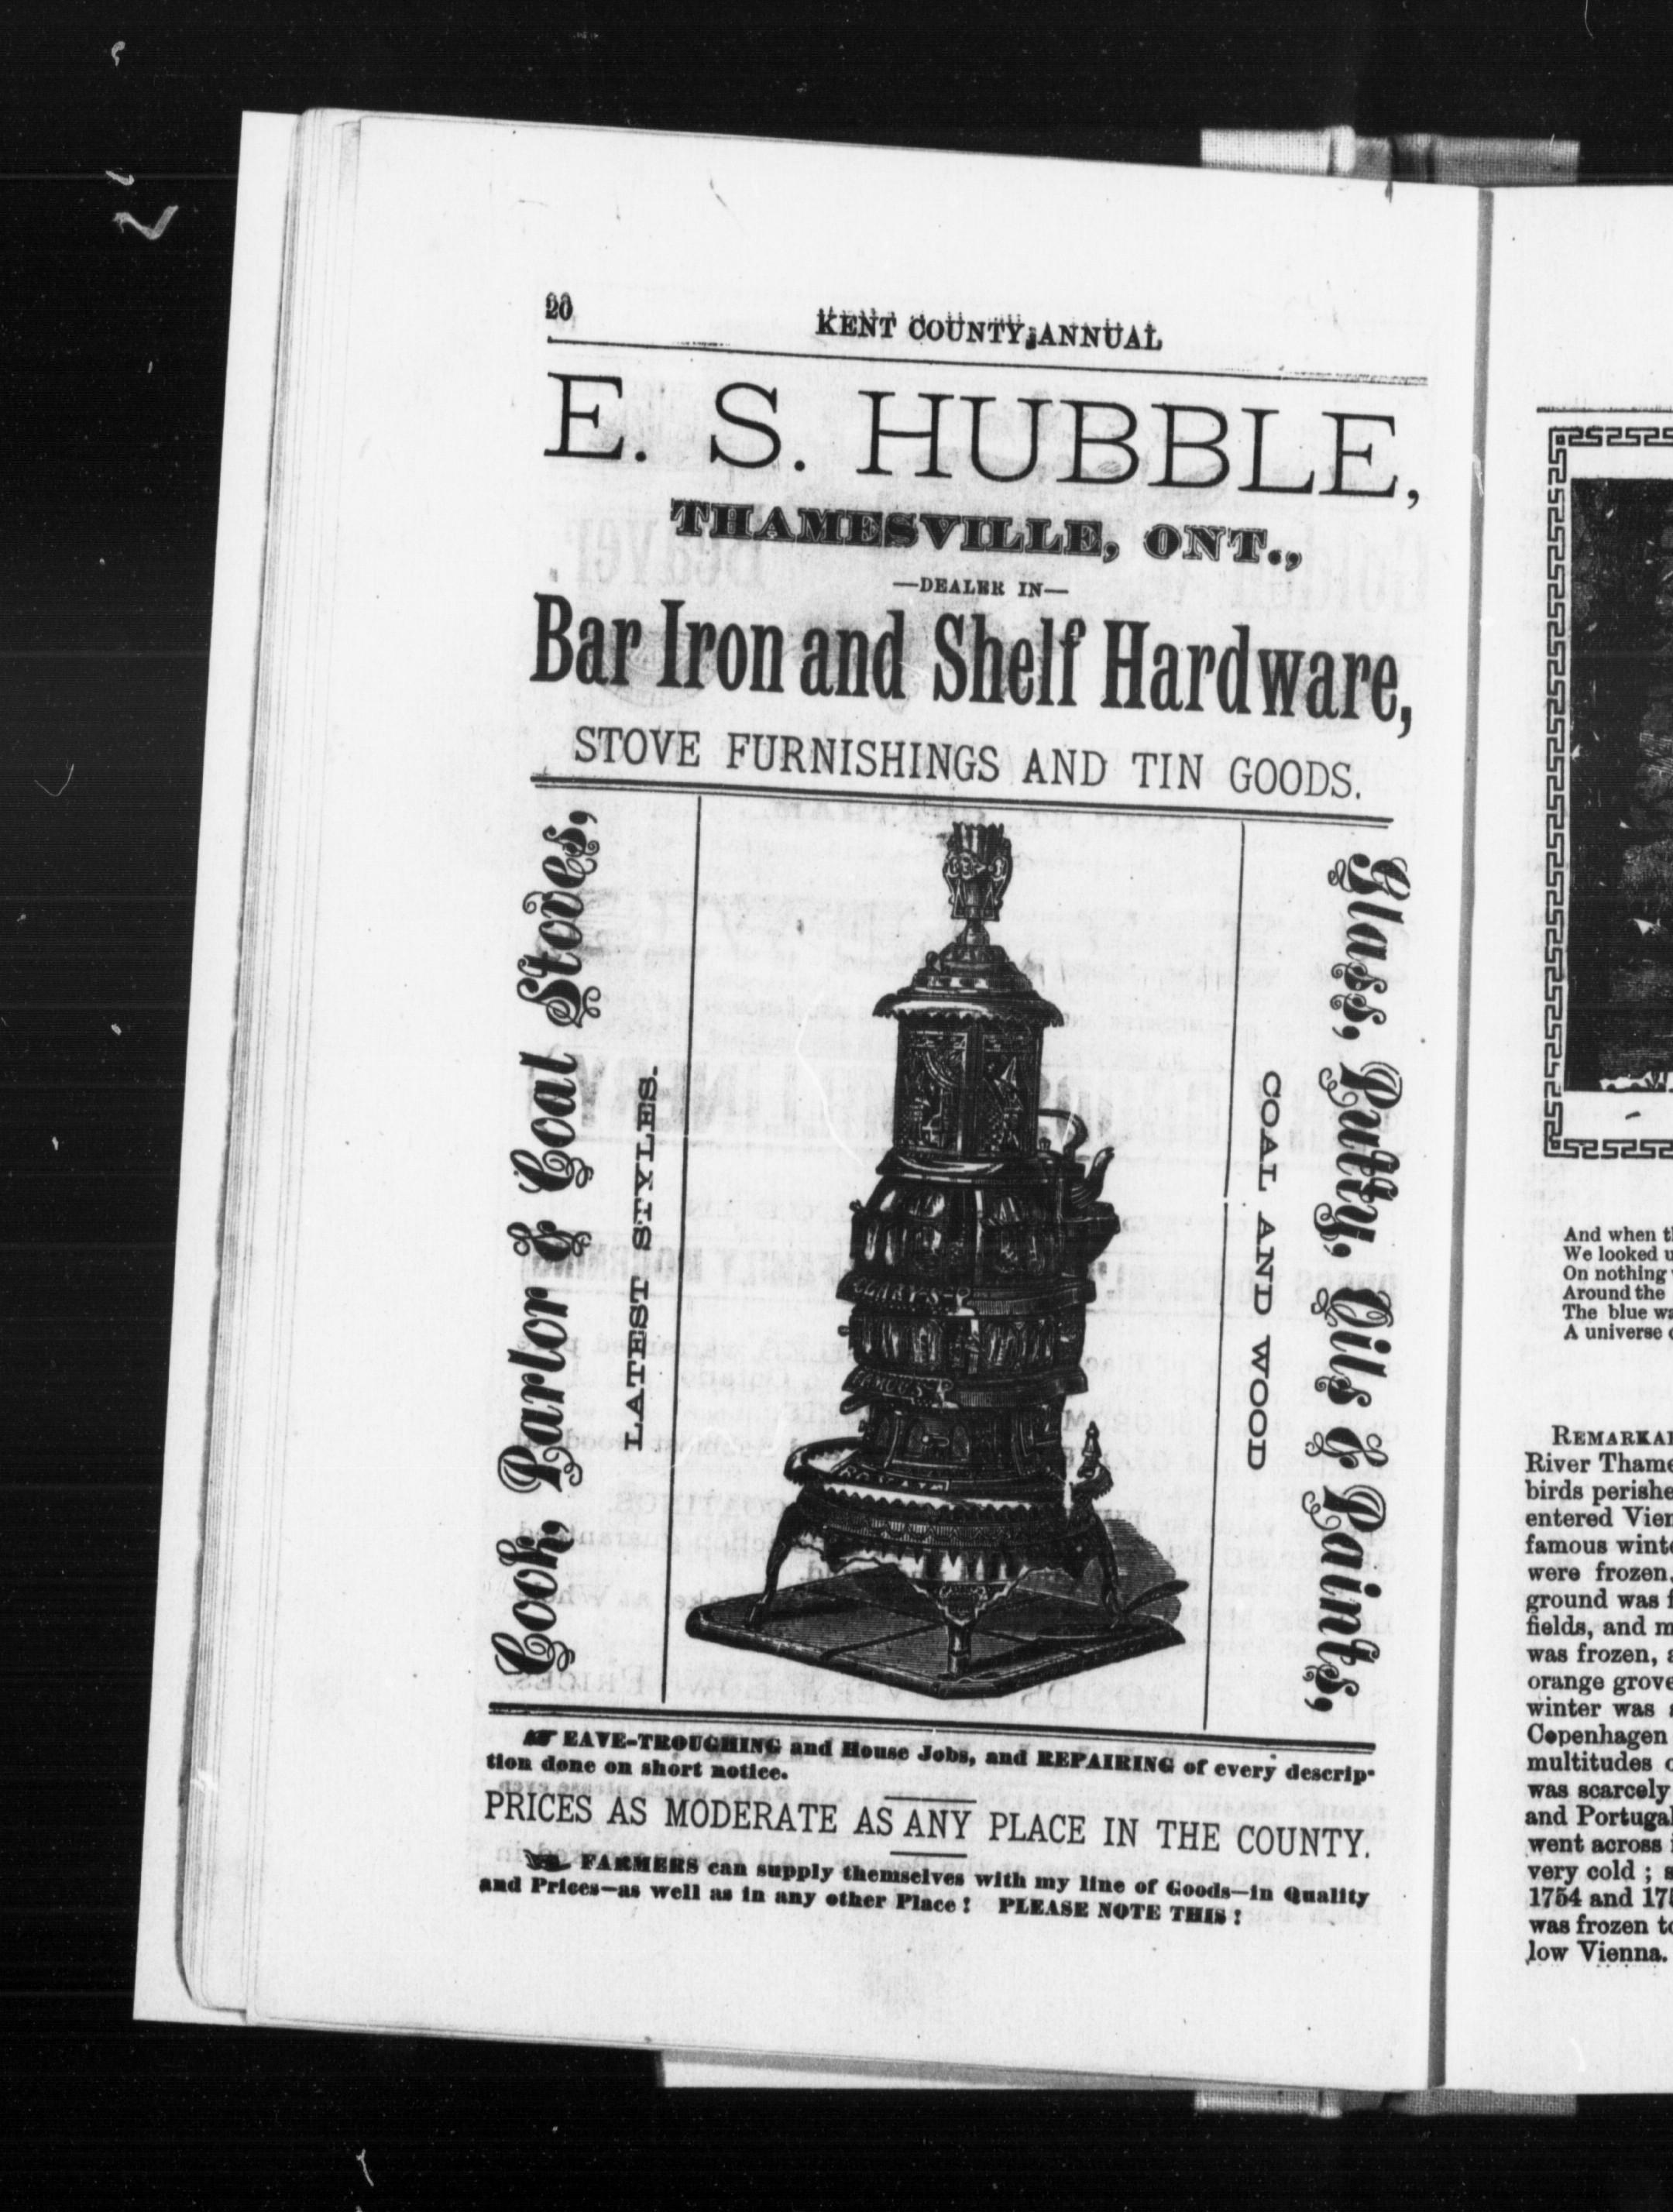 20
KENT COUNTY ANNUAL
E. S. HUBBLE,
THAMESVILLE, ONT.,
—DEALER IN—
Bar Iron and Shelf Hardware,
STOVE FURNISHINGS AND TIN GOODS.
Cook, Parlor & Coal Stoves,
LATEST STYLES.
CLARY'S
FAMOUS
ROYAL
COAL AND WOOD
Glass, Putty, Oils & Paints,
EAVE-TROUGHING and House Jobs, and REPAIRING of every descrip-
tion done on short notice.
PRICES AS MODERATE AS ANY PLACE IN THE COUNTY.
FARMERS can supply themselves with my line of Goods—in Quality
and Prices—as well as in any other Place! PLEASE NOTE THIS!
And when
We looked
On nothing
Around the
The blue
A universe
REMARKA
River Thame
birds perishe
entered Vien
famous wint
were frozen,
ground was
fields, and m
was frozen,
orange grove
winter was
Copenhagen
multitudes
was scarcely
and Portugal
went across
very cold ; s
1754 and 17
was frozen to
low Vienna.